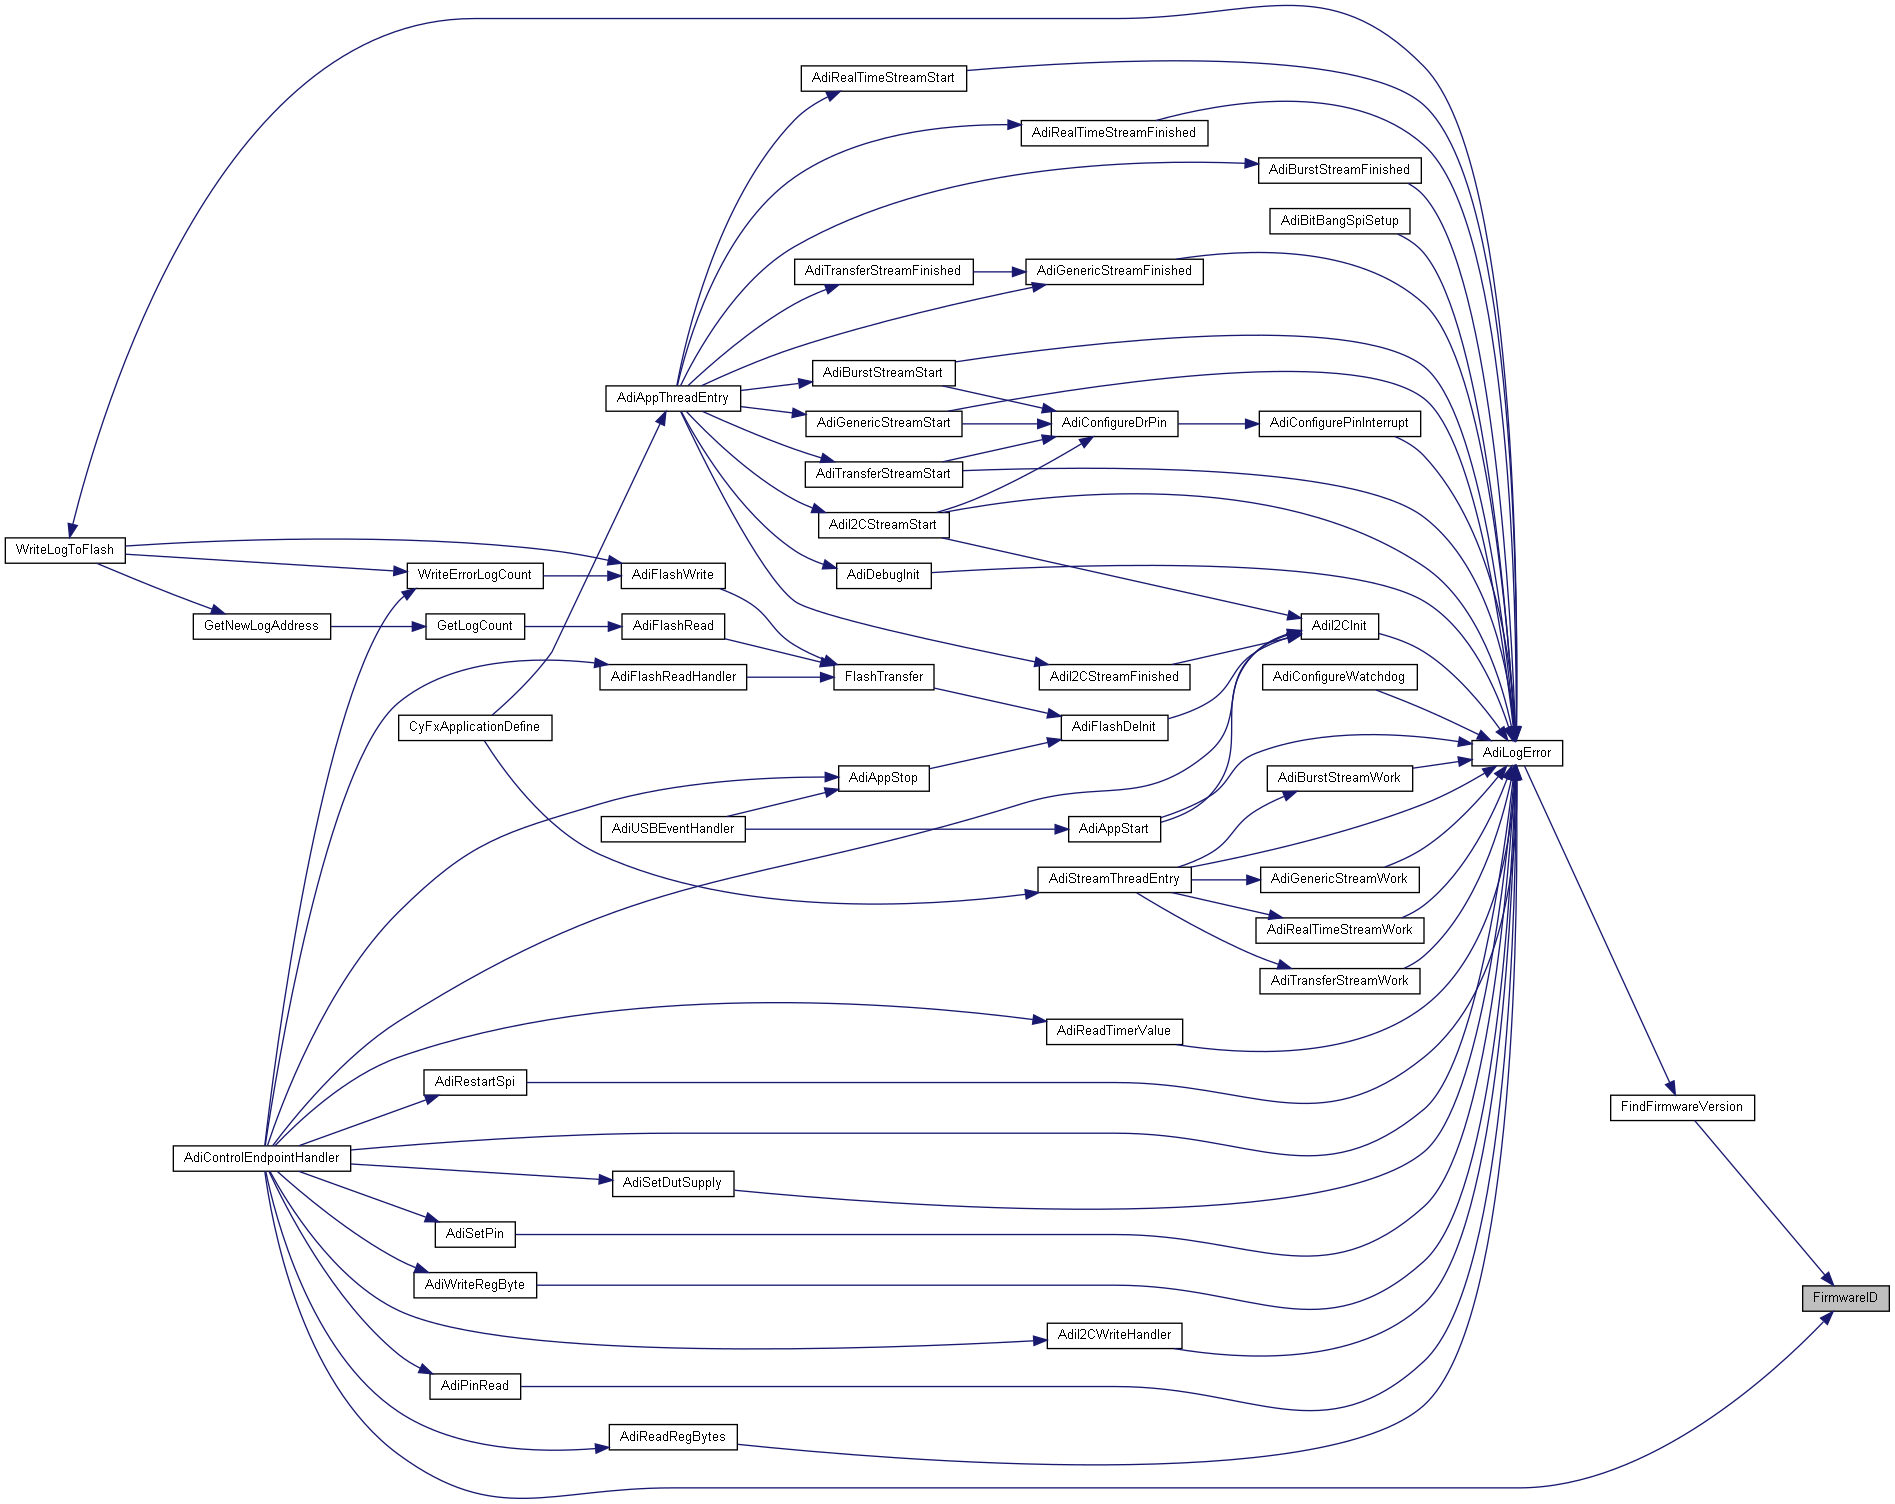 AdiRealTimeStreamStart
AdiRealTimeStreamFinished
AdiBurstStreamFinished
AdiBitBangSpiSetup
AdiTransferStreamFinished
AdiGenericStreamFinished
AdiBurstStreamStart
AdiAppThreadEntry
AdiGenericStreamStart
AdiConfigureDrPin
AdiConfigurePinInterrupt
AdiTransferStreamStart
AdiI2CStreamStart
WriteLogToFlash
WriteErrorLogCount
AdiFlashWrite
AdiDebugInit
GetNewLogAddress
GetLogCount
AdiFlashRead
AdiI2CInit
AdiFlashReadHandler
FlashTransfer
AdiI2CStreamFinished
AdiConfigureWatchdog
CyFxApplicationDefine
AdiFlashDeInit
AdiLogError
AdiAppStop
AdiBurstStreamWork
AdiUSBEventHandler
AdiAppStart
AdiStreamThreadEntry
AdiGenericStreamWork
AdiRealTimeStreamWork
AdiTransferStreamWork
AdiReadTimerValue
AdiRestartSpi
FindFirmwareVersion
AdiControlEndpointHandler
AdiSetDutSupply
AdiSetPin
AdiWriteRegByte
FirmwareID
AdiI2CWriteHandler
AdiPinRead
AdiReadRegBytes